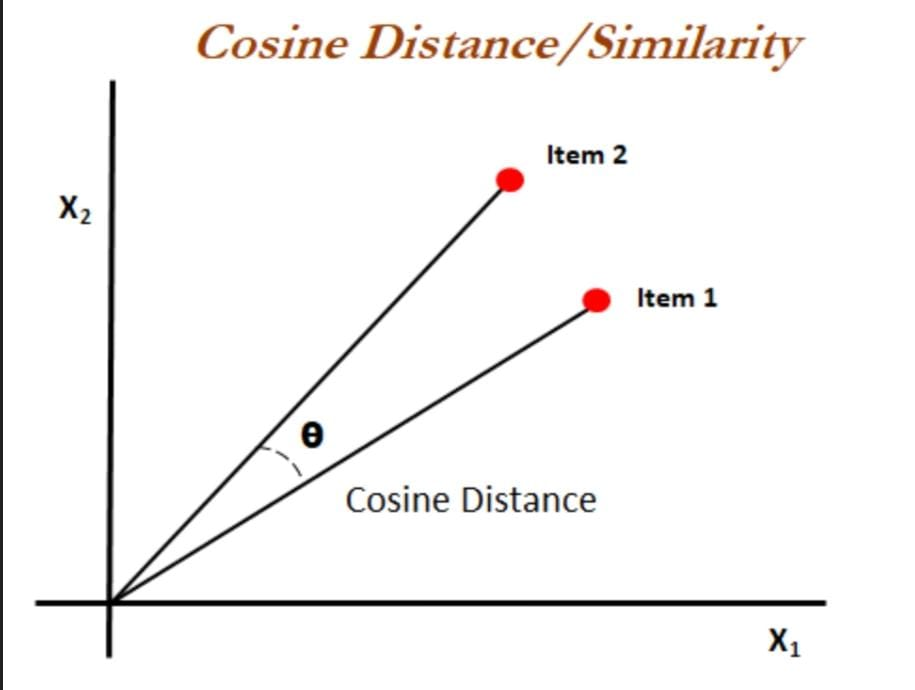 Cosine Distance/Similarity
Item 2
X₂
Item 1
θ
Cosine Distance
X₁